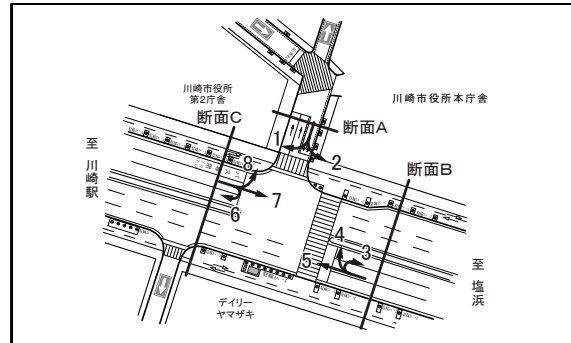 川崎市役所
第2庁舎
川崎市役所本庁舎
断面C
断面A
断面B
至 川崎駅
至 塩浜
1
2
8
7
6
4
3
5
デイリー
ヤマザキ